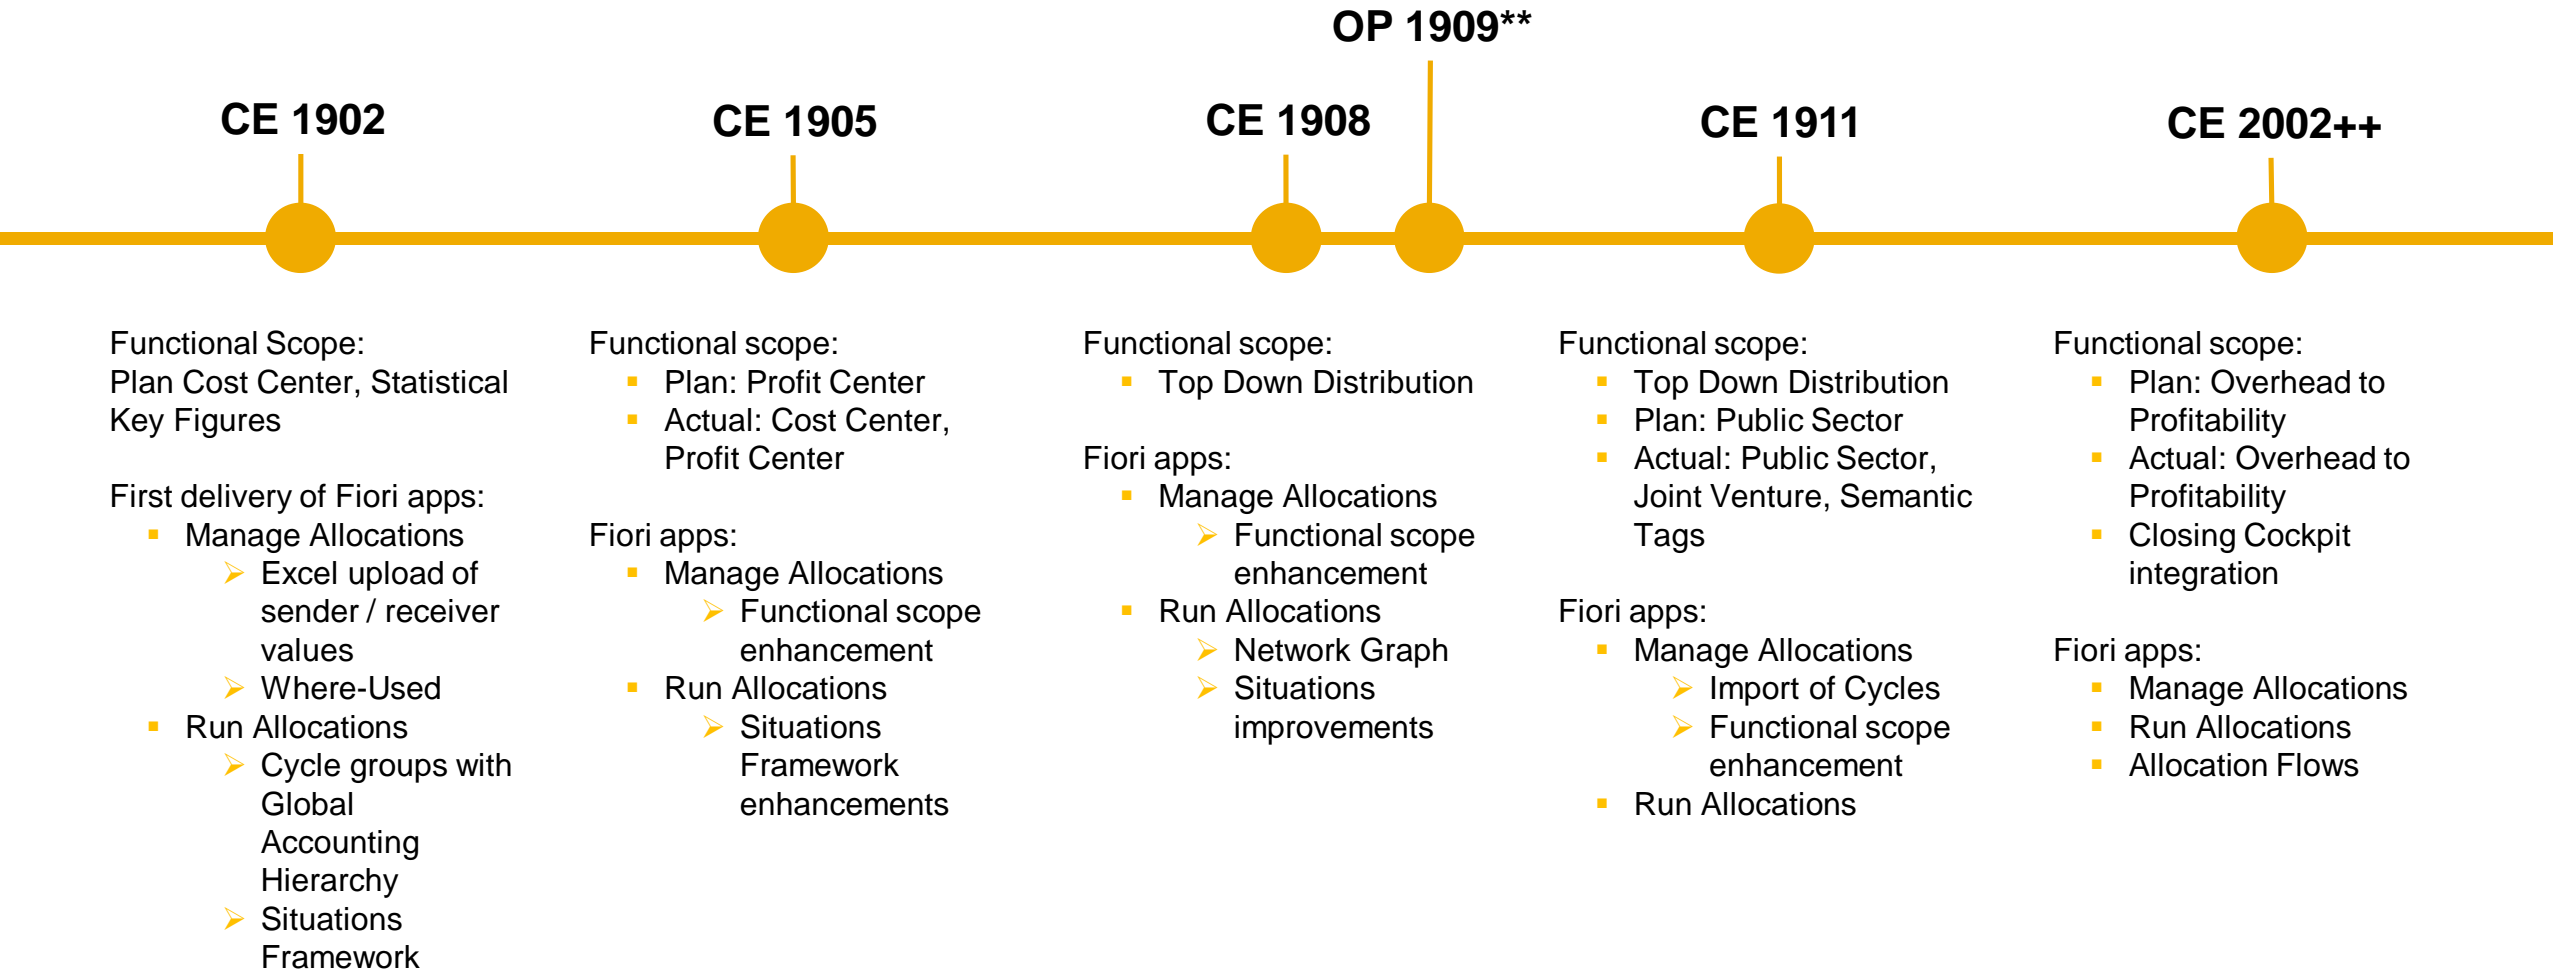 OP 1909**
CE 1902
CE 1905
CE 1908
CE 1911
CE 2002++
Functional Scope:
Plan Cost Center, Statistical
Key Figures
First delivery of Fiori apps:
Manage Allocations
Excel upload of
sender / receiver
values
Where-Used
Run Allocations
Cycle groups with
Global
Accounting
Hierarchy
Situations
Framework
Functional scope:
Plan: Profit Center
Actual: Cost Center,
Profit Center
Fiori apps:
Manage Allocations
Functional scope
enhancement
Run Allocations
Situations
Framework
enhancements
Functional scope:
Top Down Distribution
Fiori apps:
Manage Allocations
Functional scope
enhancement
Run Allocations
Network Graph
Situations
improvements
Functional scope:
Top Down Distribution
Plan: Public Sector
Actual: Public Sector,
Joint Venture, Semantic
Tags
Fiori apps:
Manage Allocations
Import of Cycles
Functional scope
enhancement
Run Allocations
Functional scope:
Plan: Overhead to
Profitability
Actual: Overhead to
Profitability
Closing Cockpit
integration
Fiori apps:
Manage Allocations
Run Allocations
Allocation Flows